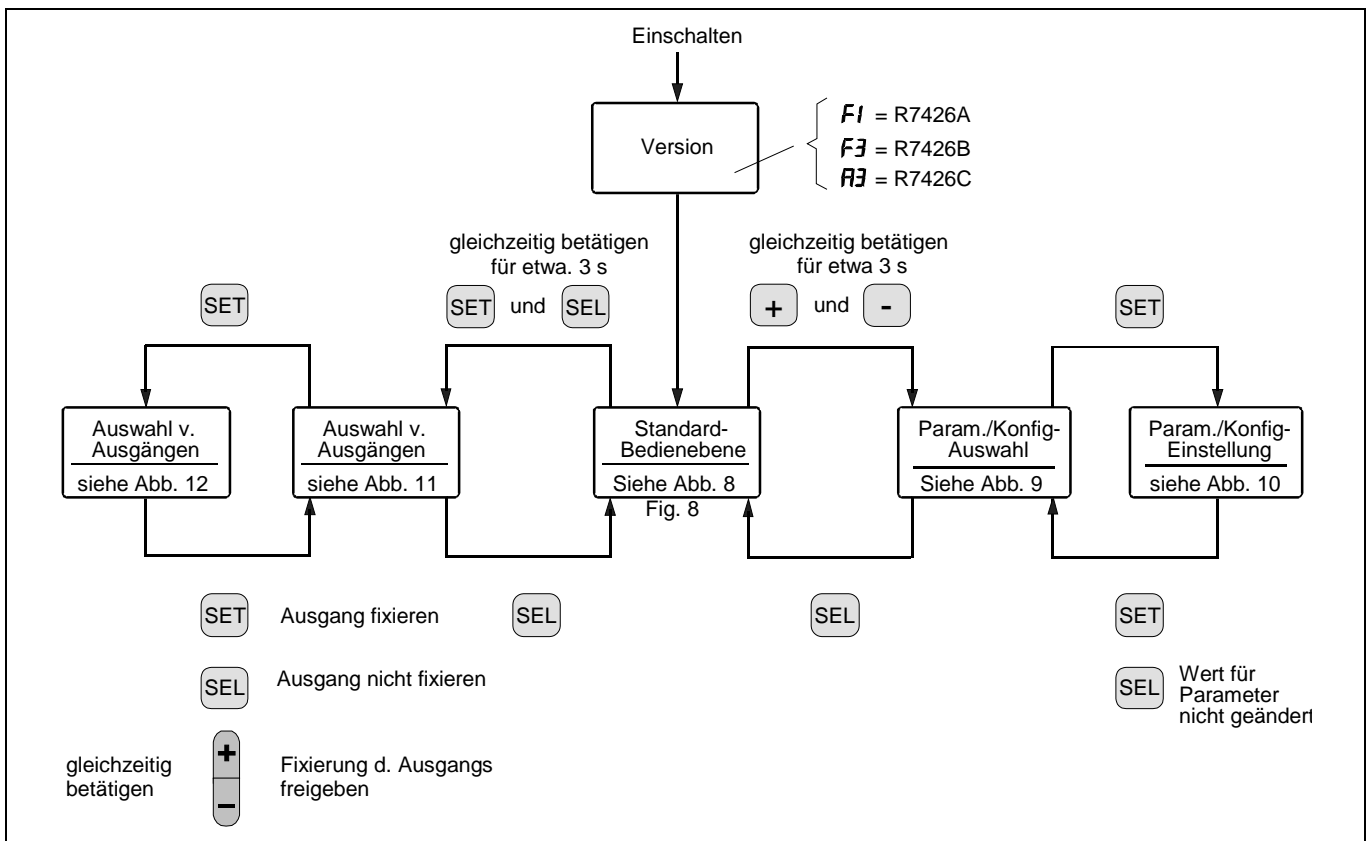 Einschalten
Version
F1 = R7426A
F3 = R7426B
A3 = R7426C
gleichzeitig betätigen
für etwa. 3 s
gleichzeitig betätigen
für etwa 3 s
SET
SET und SEL
+ und -
SET
Auswahl v.
Ausgängen
siehe Abb. 12
Auswahl v.
Ausgängen
siehe Abb. 11
Standard-
Bedienebene
Siehe Abb. 8
Fig. 8
Param./Konfig-
Auswahl
Siehe Abb. 9
Param./Konfig-
Einstellung
siehe Abb. 10
SET Ausgang fixieren
SEL
SEL
SET
SEL Ausgang nicht fixieren
SEL Wert für
Parameter
nicht geändert
gleichzeitig
betätigen
+
−
Fixierung d. Ausgangs
freigeben